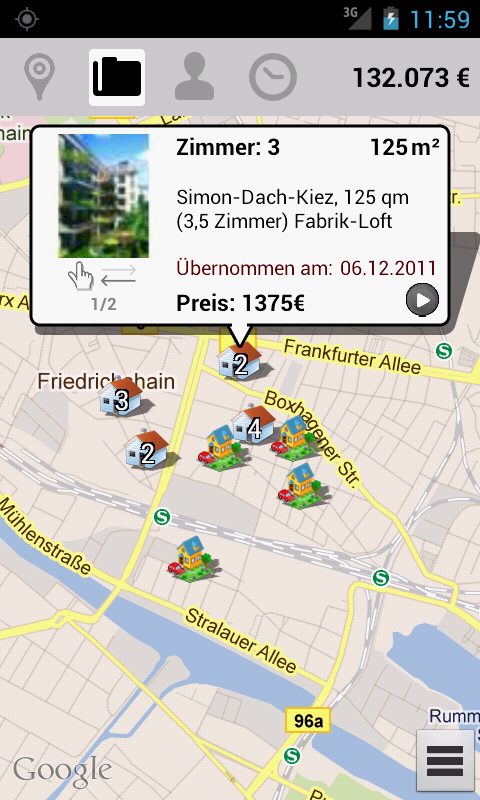 3G 11:59
132.073 €
Zimmer: 3 125 m²
Simon-Dach-Kiez, 125 qm
(3,5 Zimmer) Fabrik-Loft
Übernommen am: 06.12.2011
1/2
Preis: 1375€
Frankfurter Allee
2
Friedrichshain
3
Boxhagener Str.
4
2
S
S
Mühlenstraße
S
Stralauer Allee
96a
Rumm
S
Google